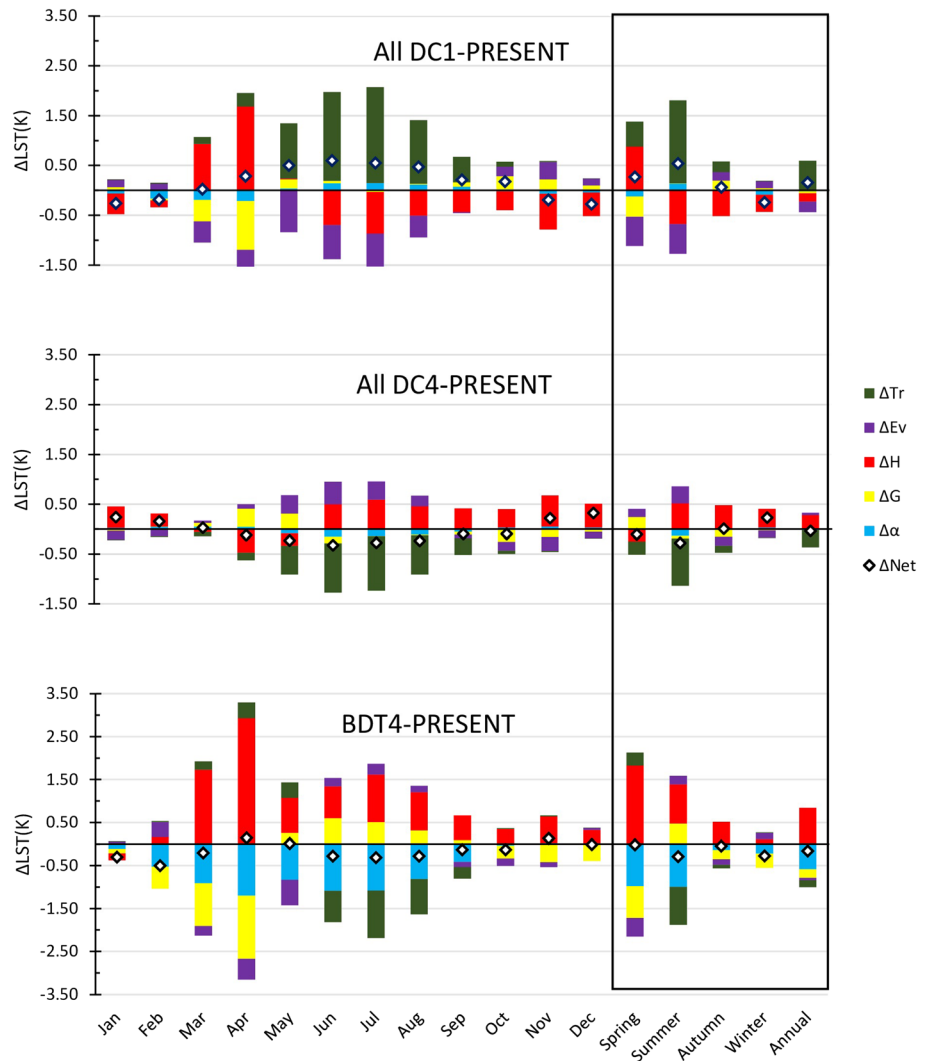 All DC1-PRESENT
ΔLST(K)
3.50
2.50
1.50
0.50
-0.50
-1.50
All DC4-PRESENT
ΔLST(K)
3.50
2.50
1.50
0.50
-0.50
-1.50
ΔTr
ΔEv
ΔH
ΔG
Δα
ΔNet
BDT4-PRESENT
ΔLST(K)
3.50
2.50
1.50
0.50
-0.50
-1.50
-2.50
-3.50
Jan Feb Mar Apr May Jun Jul Aug Sep Oct Nov Dec Spring Summer Autumn Winter Annual